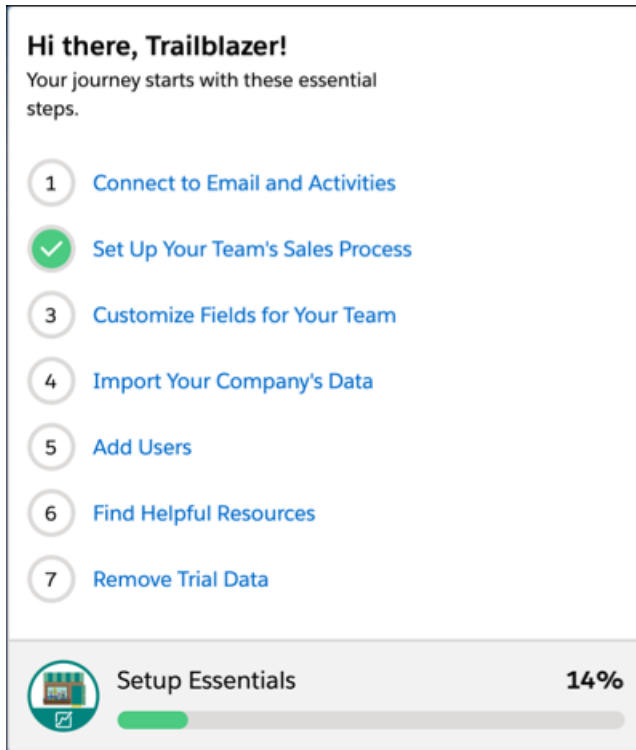 Hi there, Trailblazer!
Your journey starts with these essential
steps.
1 Connect to Email and Activities
Set Up Your Team's Sales Process
3 Customize Fields for Your Team
4 Import Your Company's Data
5 Add Users
6 Find Helpful Resources
7 Remove Trial Data
Setup Essentials 14%